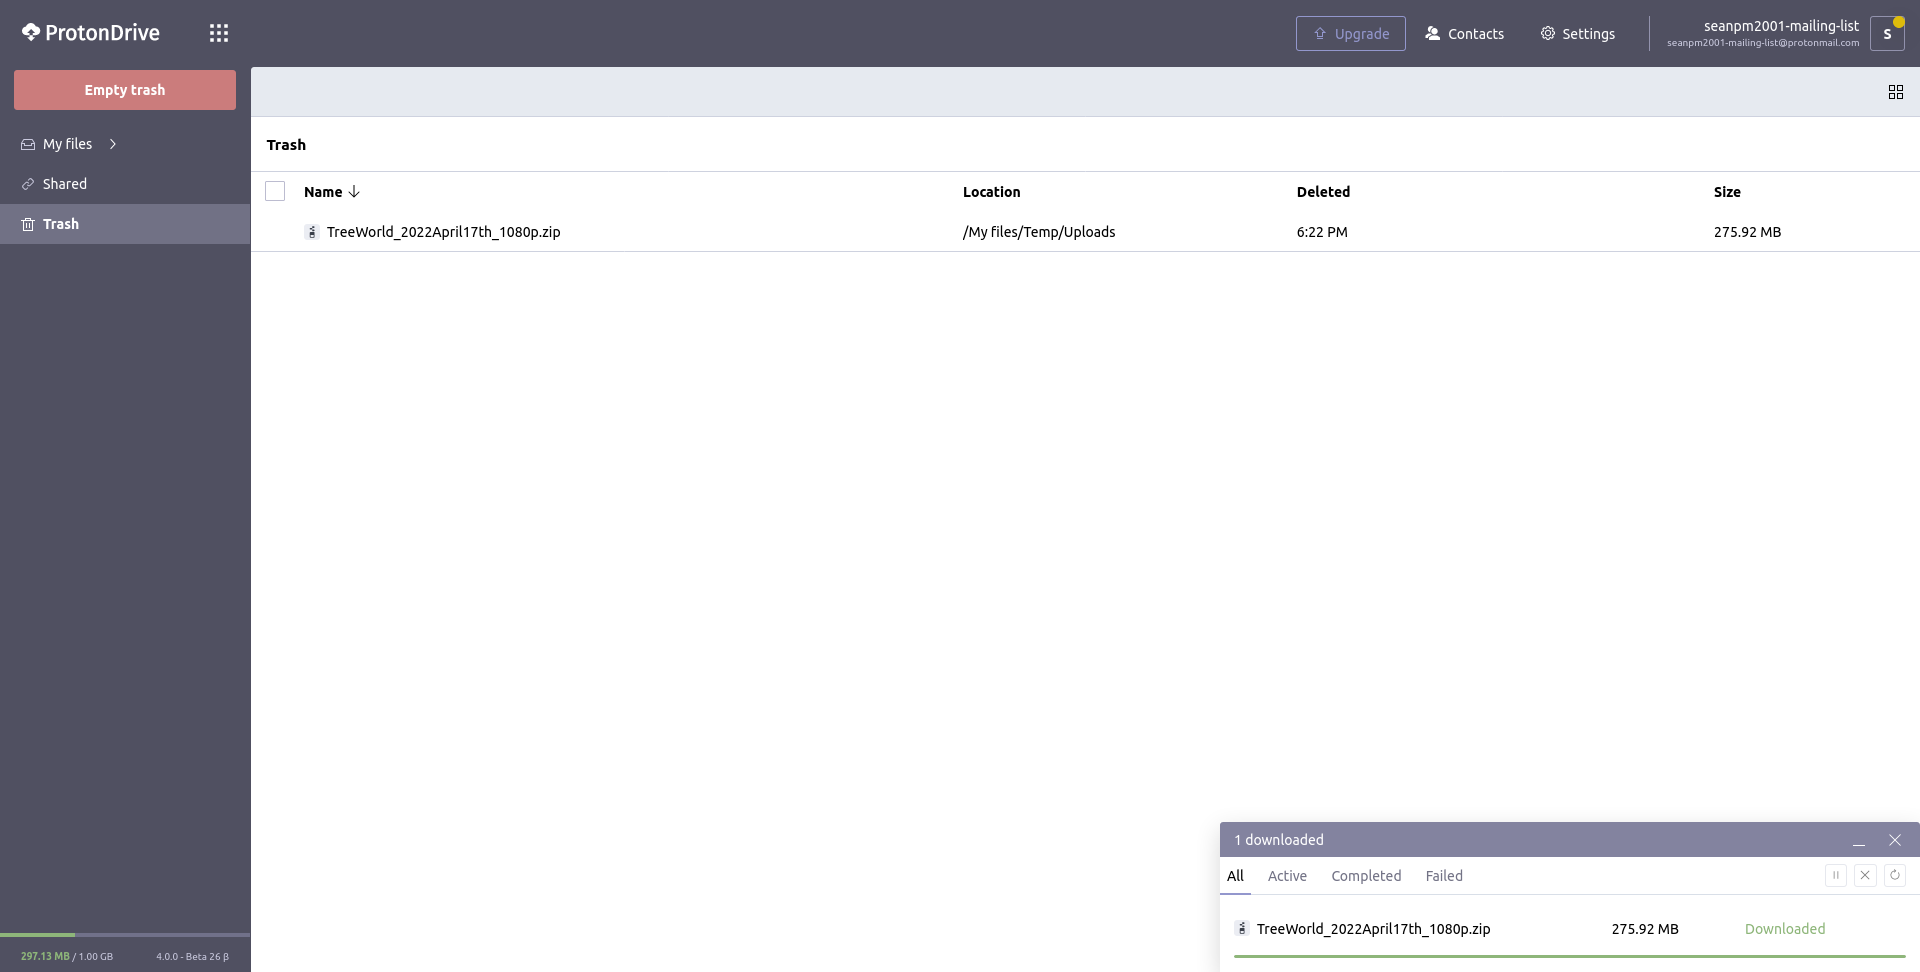 ProtonDrive
Upgrade
Contacts
Settings
seanpm2001-mailing-list
seanpm2001-mailing-list@protonmail.com
S
Empty trash
My files
Shared
Trash
Trash
Name Location Deleted Size
TreeWorld_2022April17th_1080p.zip /My files/Temp/Uploads 6:22 PM 275.92 MB
1 downloaded
All Active Completed Failed
TreeWorld_2022April17th_1080p.zip 275.92 MB Downloaded
297.13 MB / 1.00 GB 4.0.0 - Beta 26 β